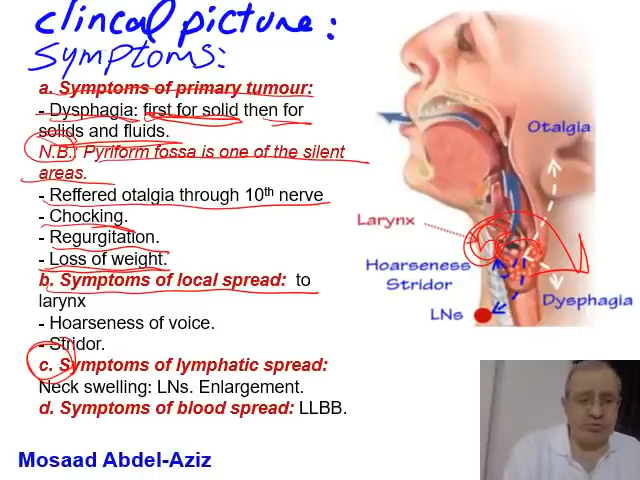 clincal picture:
Symptoms:
a. Symptoms of primary tumour:
- Dysphagia: first for solid then for
solids and fluids.
N.B. Pyriform fossa is one of the silent
areas.
- Reffered otalgia through 10th nerve
- Chocking.
- Regurgitation.
- Loss of weight.
b. Symptoms of local spread: to
larynx
- Hoarseness of voice.
- Stridor.
c. Symptoms of lymphatic spread:
Neck swelling: LNs. Enlargement.
d. Symptoms of blood spread: LLBB.
Mosaad Abdel-Aziz
Otalgia
Larynx
Hoarseness
Stridor
Dysphagia
LNs